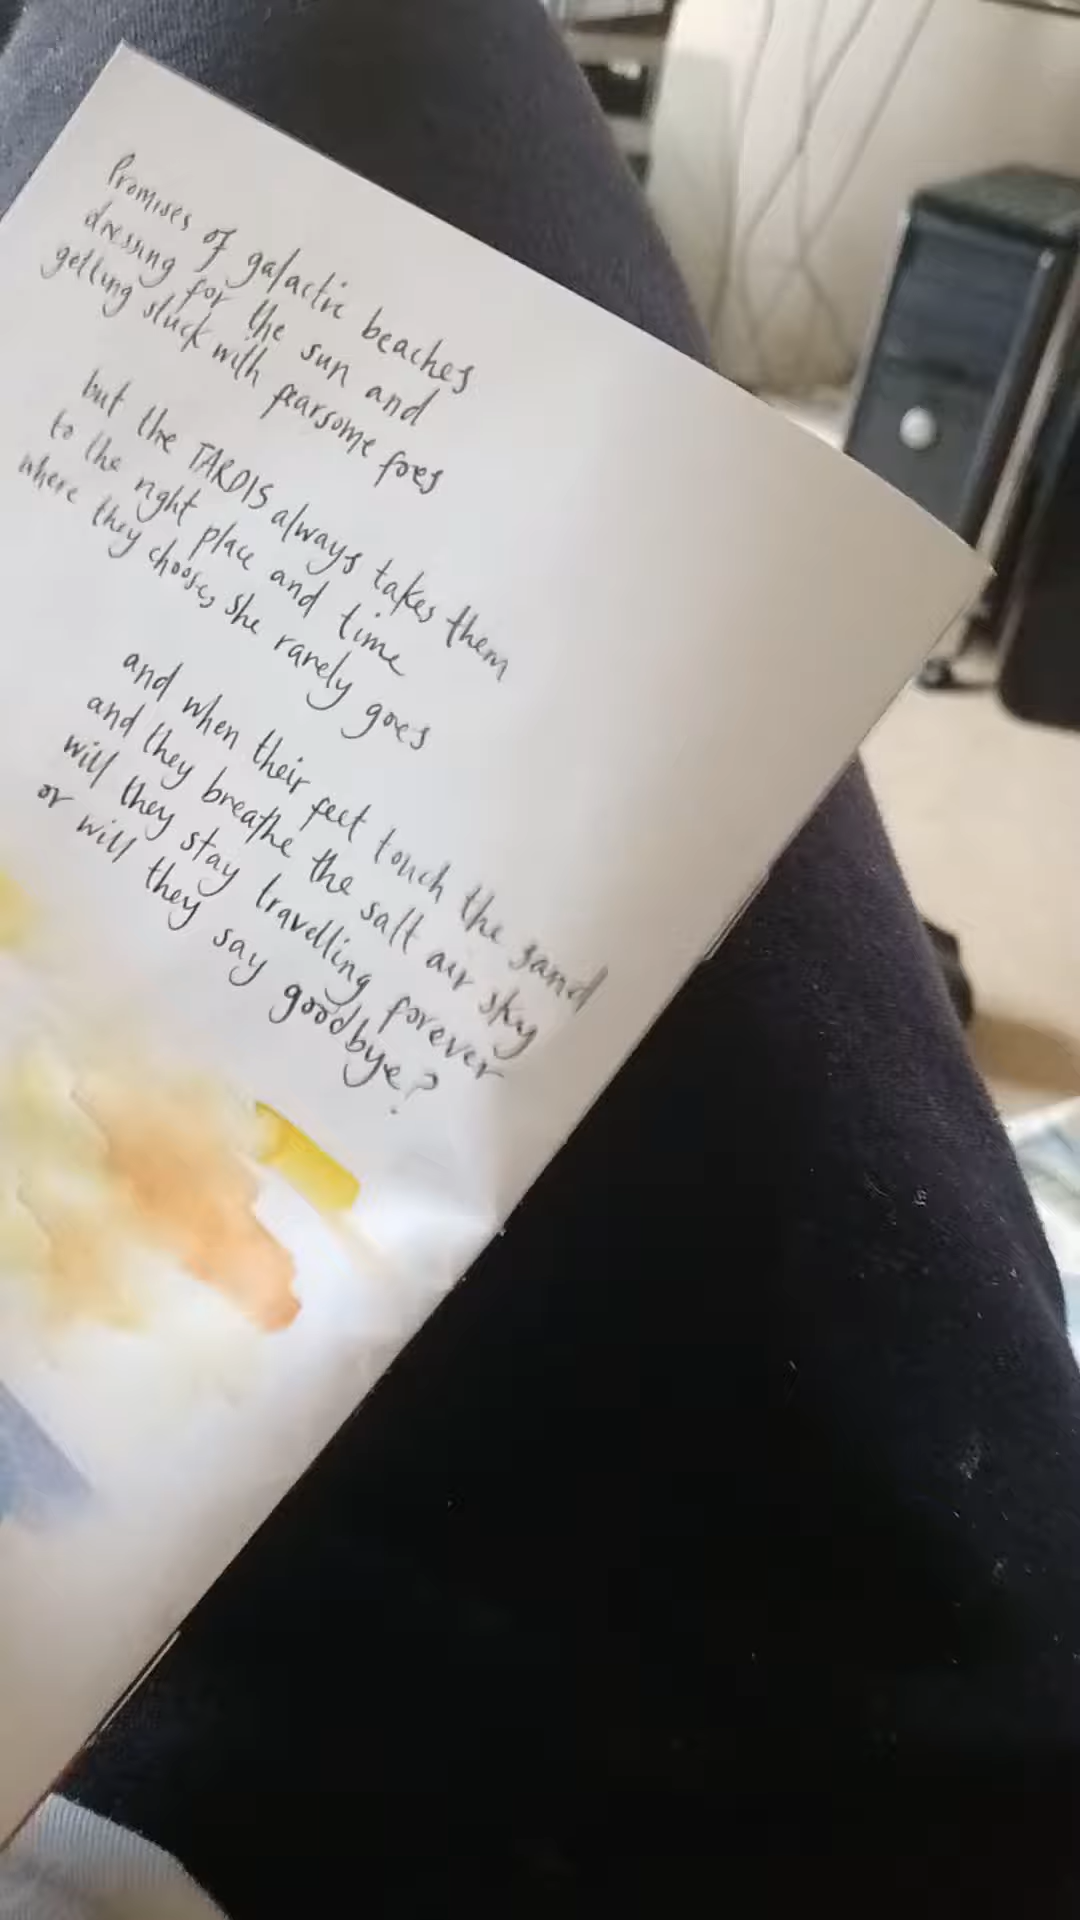 Promises of galactic beaches
dressing for the sun and
getting stuck with fearsome foes
but the TARDIS always takes them
to the right place and time
where they choose, she rarely goes
and when their feet touch the sand
and they breathe the salt air sky
will they stay travelling forever
or will they say goodbye?